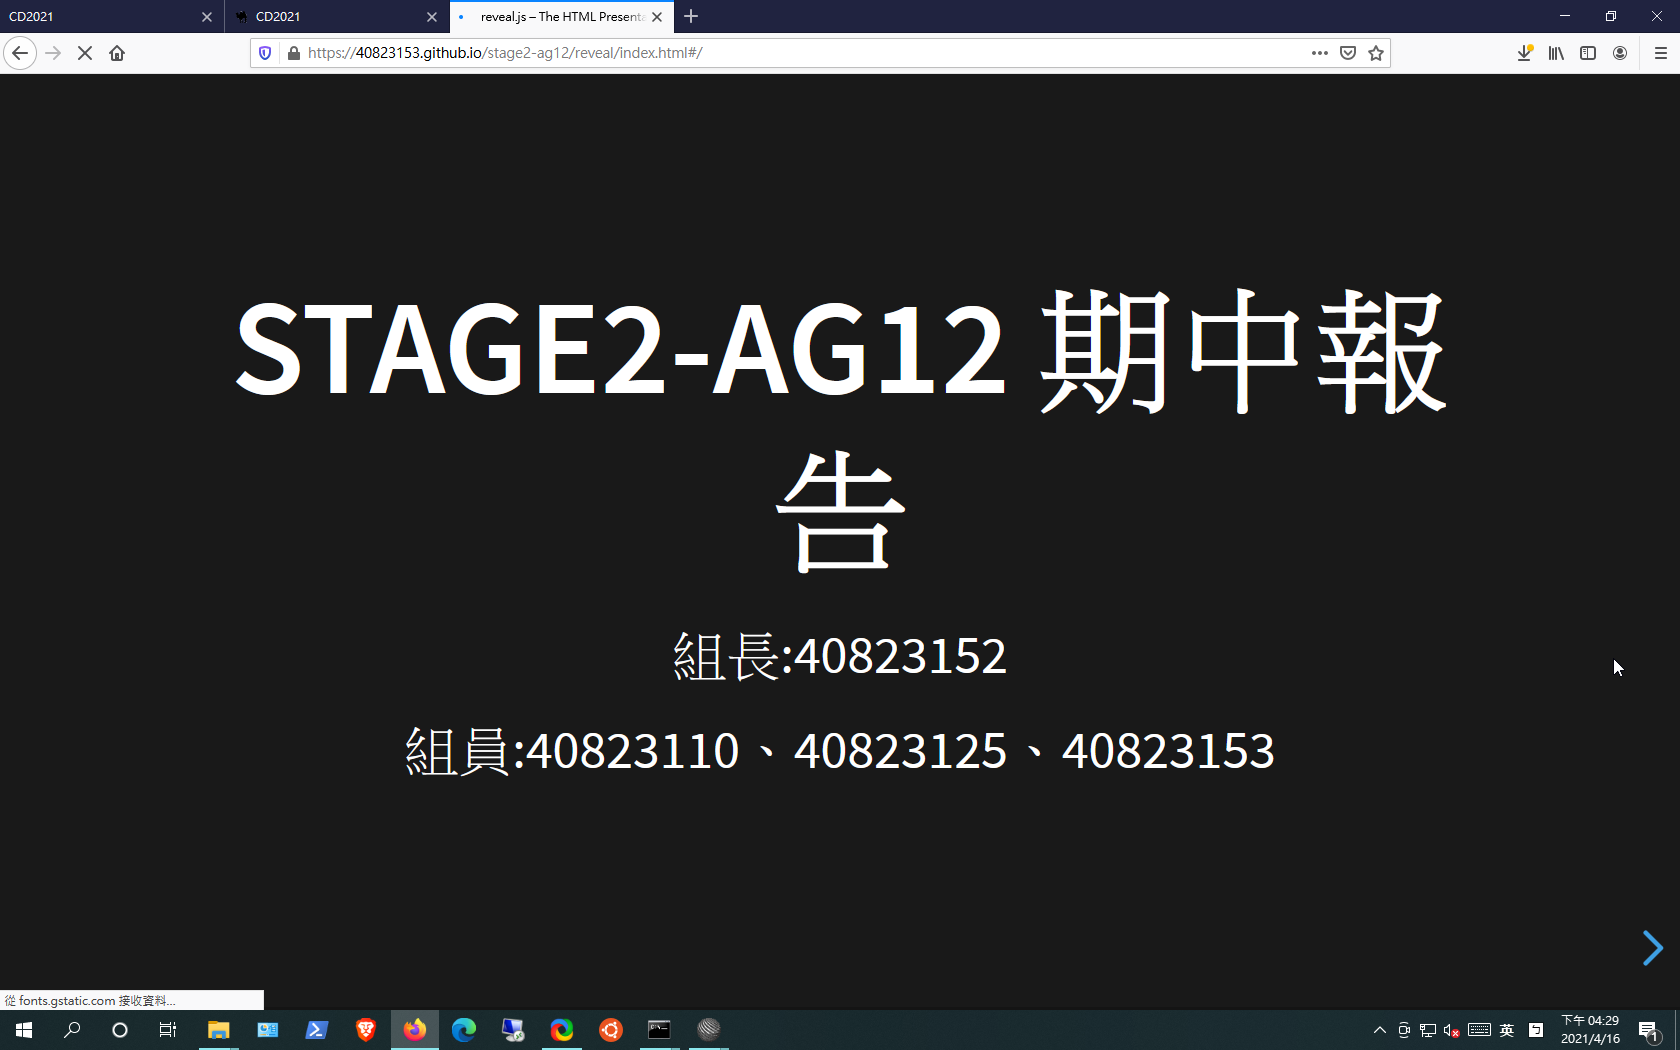 CD2021
CD2021
reveal.js – The HTML Presenta
https://40823153.github.io/stage2-ag12/reveal/index.html#/
STAGE2-AG12 期中報
告
組長:40823152
組員:40823110、40823125、40823153
從 fonts.gstatic.com 接收資料...
英
下午 04:29
2021/4/16
1